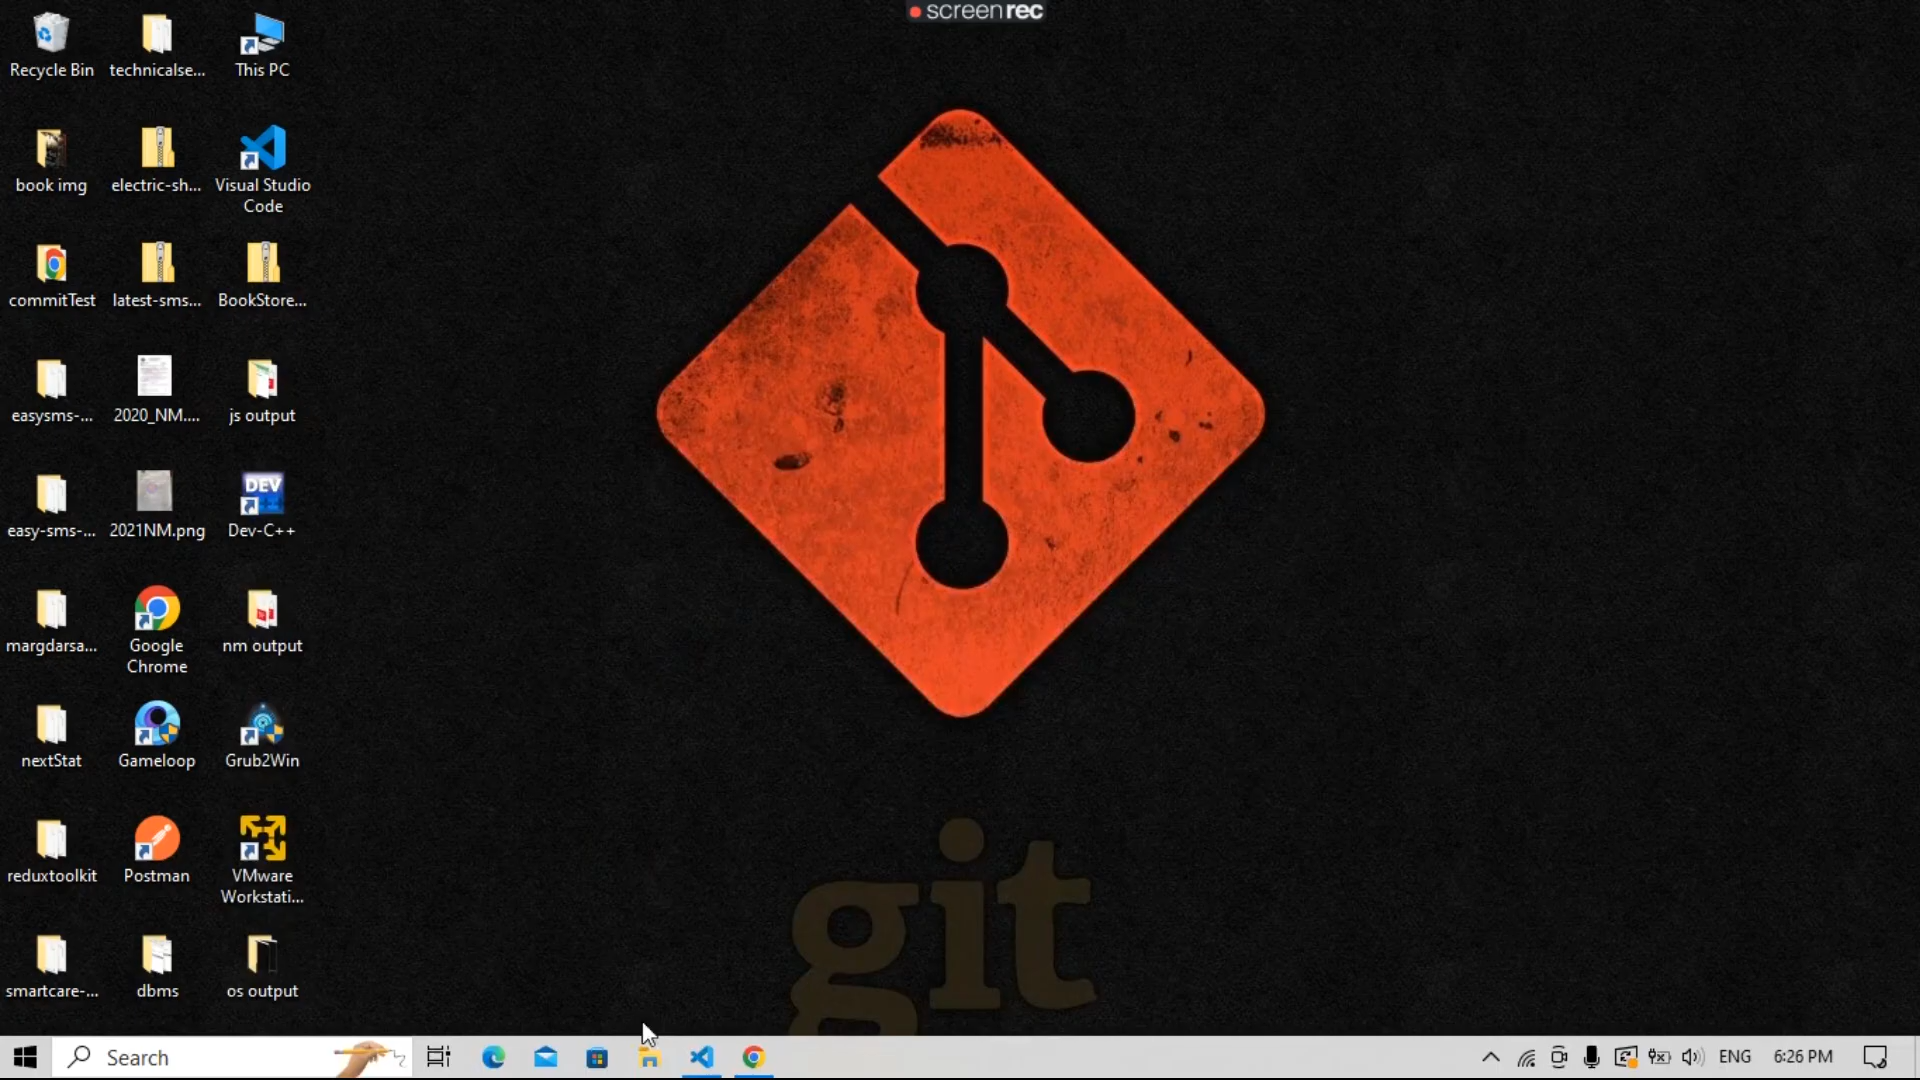 screenrec
Recycle Bin
technicalse...
This PC
book img
electric-sh...
Visual Studio
Code
commitTest
latest-sms...
BookStore...
easysms-...
2020_NM....
js output
easy-sms-...
2021NM.png
DEV
Dev-C++
margdarsa...
Google
Chrome
nm output
nextStat
Gameloop
Grub2Win
reduxtoolkit
Postman
VMware
Workstati...
smartcare-...
dbms
os output
git
Search
ENG
6:26 PM